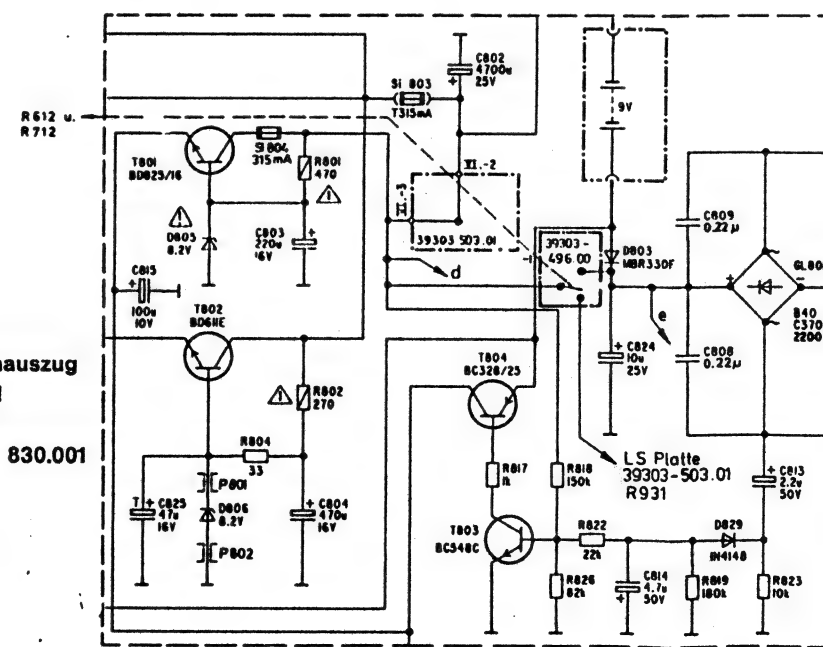 C802
4700u
25V
Si 803
T315mA
9V
R 612 u.
R 712
T801
BD825/16
SI 804
315mA
R801
470
XI.-2
XI.-3
39303 503.01
D805
8.2V
C803
220u
16V
39303-
496.00
D803
MBR330F
C809
0.22µ
C815
100u
10V
d
e
B40
C370
2200
T802
C824
10u
25V
C808
0.22µ
hauszug
T804
BC328/25
R802
270
830.001
R804
33
R817
1k
R818
150k
LS Platte
39303-503.01
R931
C813
2.2u
50V
C825
47u
16V
P801
D806
8.2V
P802
C804
470u
16V
T803
BC548C
R822
22k
D829
1N4148
R826
82k
C814
4.7u
50V
R819
180k
R823
10k